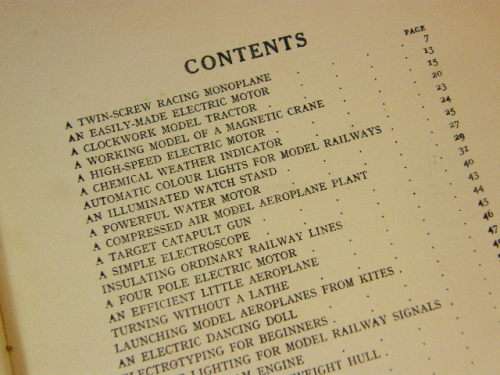 CONTENTS
PAGE
A TWIN-SCREW RACING MONOPLANE . . . 7
AN EASILY-MADE ELECTRIC MOTOR . . . 13
A CLOCKWORK MODEL TRACTOR . . . . 15
A WORKING MODEL OF A MAGNETIC CRANE . . . 20
A HIGH-SPEED ELECTRIC MOTOR . . . . 23
A CHEMICAL WEATHER INDICATOR . . . . 24
AUTOMATIC COLOUR LIGHTS FOR MODEL RAILWAYS . . 25
AN ILLUMINATED WATCH STAND . . . . 27
A POWERFUL WATER MOTOR . . . . 29
A COMPRESSED AIR MODEL AEROPLANE PLANT . . 31
A TARGET CATAPULT GUN . . . . 40
A SIMPLE ELECTROSCOPE . . . . 43
INSULATING ORDINARY RAILWAY LINES . . . 44
A FOUR POLE ELECTRIC MOTOR . . . . 45
AN EFFICIENT LITTLE AEROPLANE . . . . 46
TURNING WITHOUT A LATHE . . . . 47
LAUNCHING MODEL AEROPLANES FROM KITES . . .
AN ELECTRIC DANCING DOLL . . . .
ELECTROTYPING FOR BEGINNERS . . . .
LIGHTING FOR MODEL RAILWAY SIGNALS . .
ENGINE . . .
HULL . .